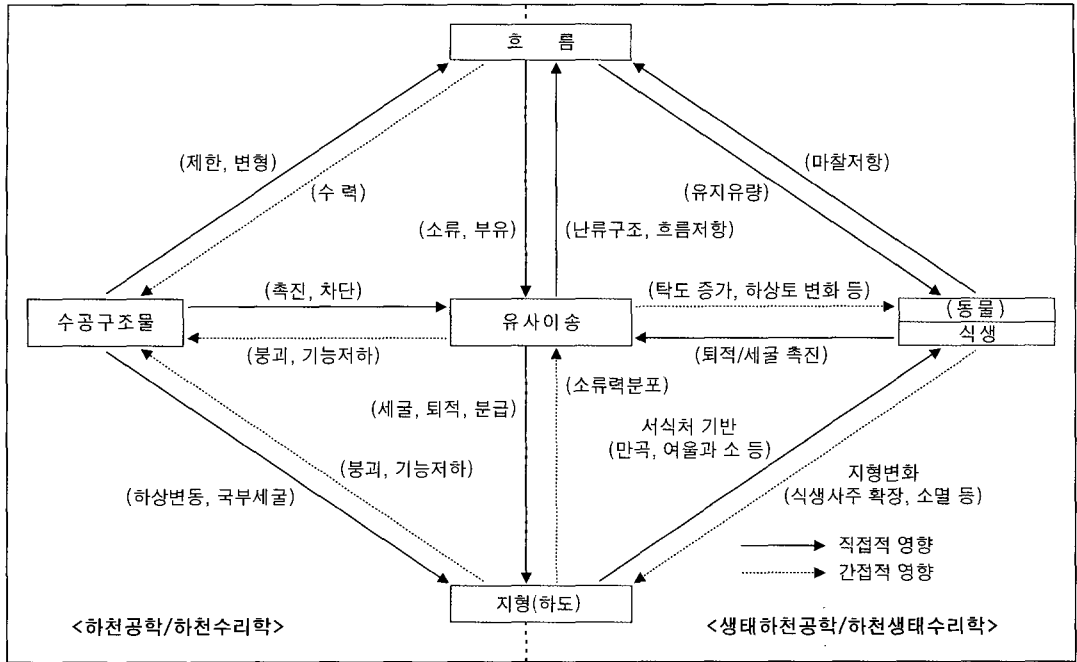 흐 름
(제한, 변형)
(마찰저항)
(수 력)
(유지유량)
(소류, 부유)
(난류구조, 흐름저항)
(촉진, 차단)
(탁도 증가, 하상토 변화 등)
수공구조물
유사이송
(동물)
식생
(붕괴, 기능저하)
(퇴적/세굴 촉진)
(소류력분포)
(세굴, 퇴적, 분급)
서식처 기반
(만곡, 여울과 소 등)
(붕괴, 기능저하)
지형변화
(하상변동, 국부세굴)
(식생사주 확장, 소멸 등)
직접적 영향
간접적 영향
지형(하도)
<하천공학/하천수리학>
<생태하천공학/하천생태수리학>